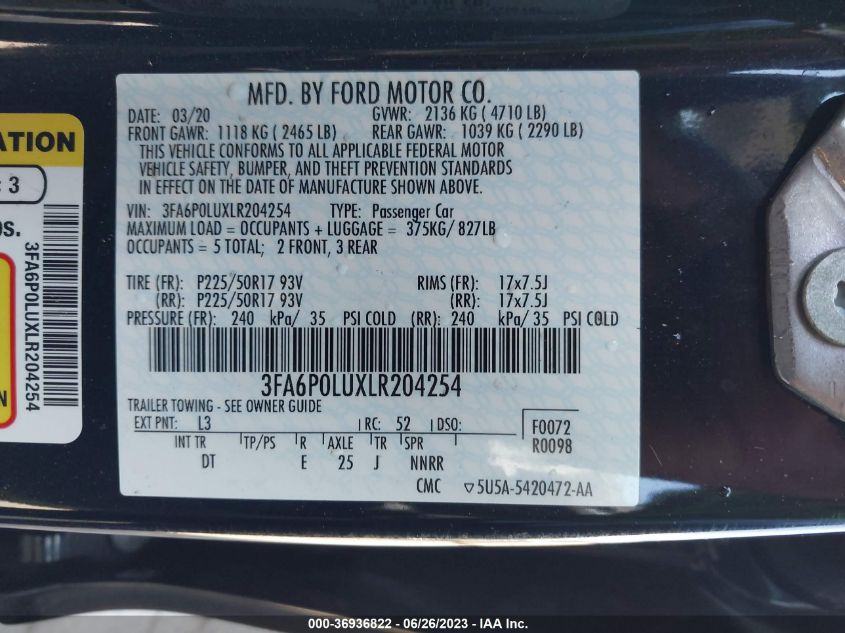 MFD. BY FORD MOTOR CO.
DATE: 03/20 GVWR: 2136 KG ( 4710 LB)
FRONT GAWR: 1118 KG ( 2465 LB) REAR GAWR: 1039 KG ( 2290 LB)
THIS VEHICLE CONFORMS TO ALL APPLICABLE FEDERAL MOTOR
VEHICLE SAFETY, BUMPER, AND THEFT PREVENTION STANDARDS
IN EFFECT ON THE DATE OF MANUFACTURE SHOWN ABOVE.
VIN: 3FA6P0LUXLR204254 TYPE: Passenger Car
MAXIMUM LOAD = OCCUPANTS + LUGGAGE = 375KG/ 827LB
OCCUPANTS = 5 TOTAL; 2 FRONT, 3 REAR
TIRE (FR): P225/50R17 93V RIMS (FR): 17x7.5J
(RR): P225/50R17 93V (RR): 17x7.5J
PRESSURE (FR): 240 kPa/ 35 PSI COLD (RR): 240 kPa/ 35 PSI COLD
3FA6P0LUXLR204254
TRAILER TOWING - SEE OWNER GUIDE
EXT PNT: L3 RC: 52 DSO:
F0072
R0098
INT TR TP/PS R AXLE TR SPR
DT E 25 J NNRR
CMC ▽5U5A-5420472-AA
ATION
: 3
OS.
3FA6P0LUXLR204254
N
000-36936822 - 06/26/2023 - IAA Inc.